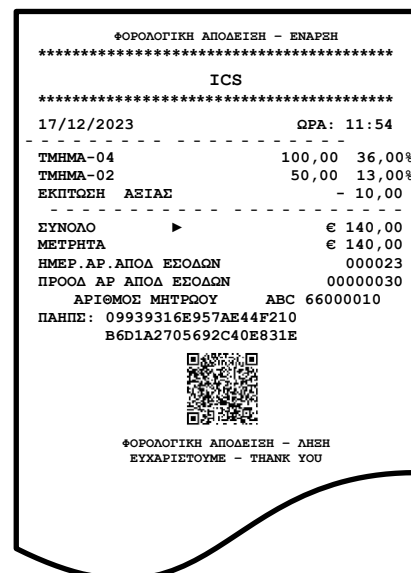 ΦΟΡΟΛΟΓΙΚΗ ΑΠΟΔΕΙΞΗ – ΕΝΑΡΞΗ
******************************************
ICS
******************************************
17/12/2023 ΩΡΑ: 11:54
- - - - - - - - - - - - - - - - - - -
ΤΜΗΜΑ-04 100,00 36,00%
ΤΜΗΜΑ-02 50,00 13,00%
ΕΚΠΤΩΣΗ ΑΞΙΑΣ - 10,00
- - - - - - - - - - - - - - - - - - - -
ΣΥΝΟΛΟ ► € 140,00
ΜΕΤΡΗΤΑ € 140,00
ΗΜΕΡ.ΑΡ.ΑΠΟΔ ΕΣΟΔΩΝ 000023
ΠΡΟΟΔ ΑΡ ΑΠΟΔ ΕΣΟΔΩΝ 00000030
ΑΡΙΘΜΟΣ ΜΗΤΡΩΟΥ ABC 66000010
ΠΑΗΠΣ: 09939316E957AE44F210
B6D1A2705692C40E831E
ΦΟΡΟΛΟΓΙΚΗ ΑΠΟΔΕΙΞΗ – ΛΗΞΗ
ΕΥΧΑΡΙΣΤΟΥΜΕ – THANK YOU